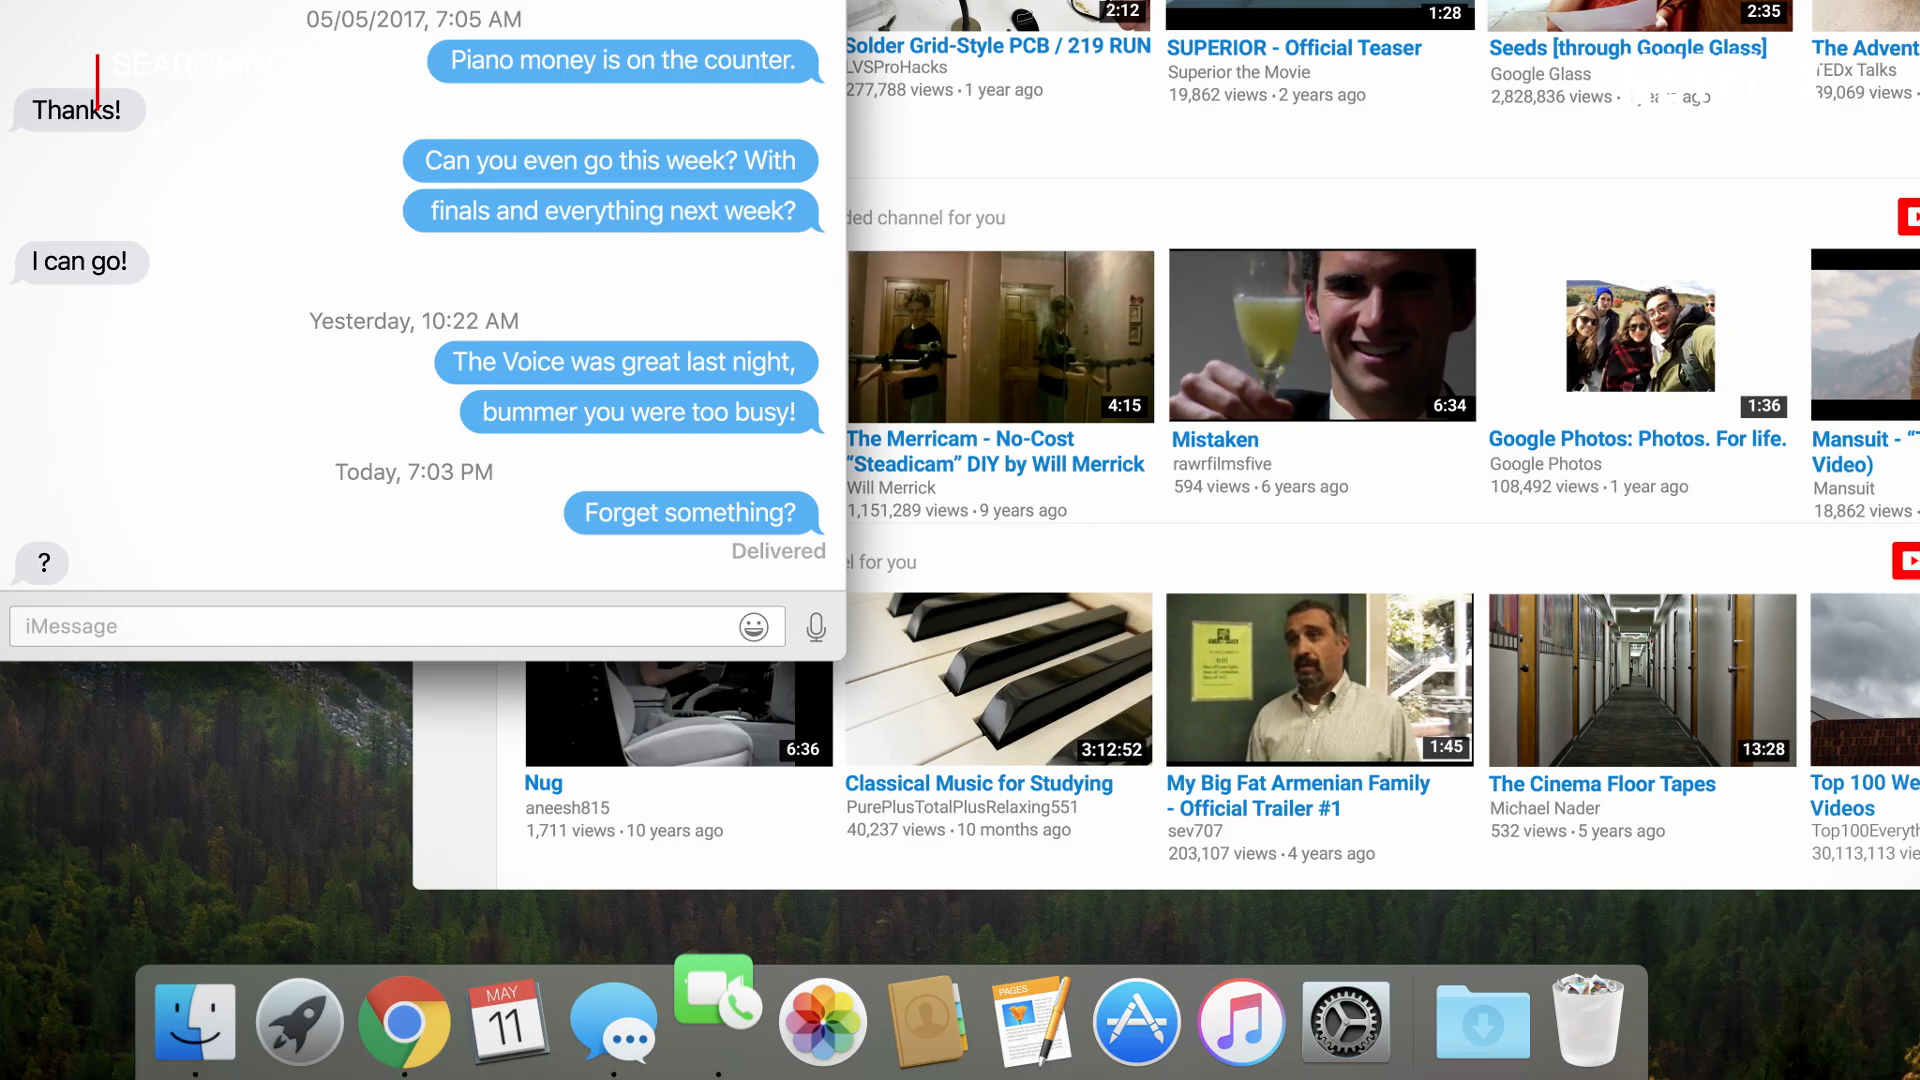 05/05/2017, 7:05 AM
Piano money is on the counter.
SEARCHING
Thanks!
Can you even go this week? With
finals and everything next week?
I can go!
Yesterday, 10:22 AM
The Voice was great last night,
bummer you were too busy!
Today, 7:03 PM
Forget something?
Delivered
?
iMessage
2:12
Solder Grid-Style PCB / 219 RUN
LVSProHacks
277,788 views • 1 year ago
1:28
SUPERIOR - Official Teaser
Superior the Movie
19,862 views • 2 years ago
2:35
Seeds [through Google Glass]
Google Glass
2,828,836 views • years ago
The Advent
TEDx Talks
39,069 views •
NETFLIX
ded channel for you
4:15
The Merricam - No-Cost
“Steadicam” DIY by Will Merrick
Will Merrick
1,151,289 views • 9 years ago
6:34
Mistaken
rawrfilmsfive
594 views • 6 years ago
1:36
Google Photos: Photos. For life.
Google Photos
108,492 views • 1 year ago
Mansuit - “T
Video)
Mansuit
18,862 views •
el for you
6:36
Nug
aneesh815
1,711 views • 10 years ago
3:12:52
Classical Music for Studying
PurePlusTotalPlusRelaxing551
40,237 views • 10 months ago
0:01
1:45
My Big Fat Armenian Family
- Official Trailer #1
sev707
203,107 views • 4 years ago
13:28
The Cinema Floor Tapes
Michael Nader
532 views • 5 years ago
Top 100 We
Videos
Top100Everyth
30,113,113 vie
MAY
11
PAGES